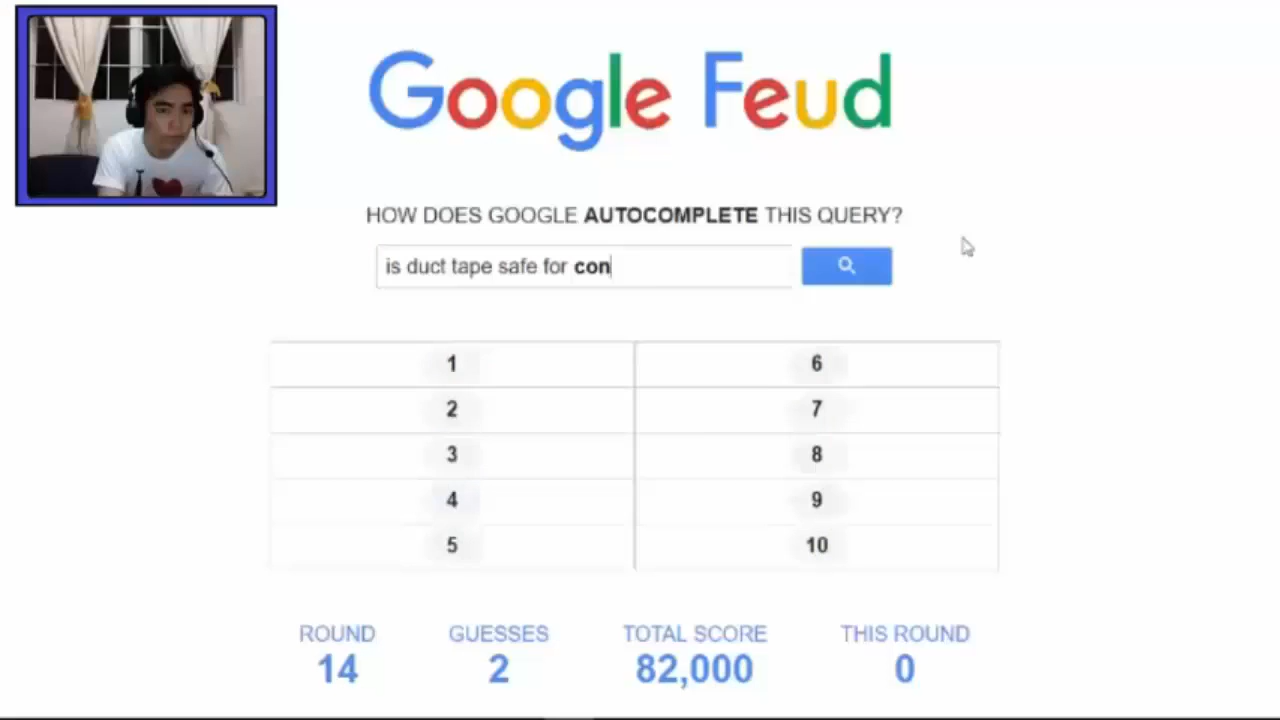 Google Feud
HOW DOES GOOGLE AUTOCOMPLETE THIS QUERY?
is duct tape safe for con
1 6
2 7
3 8
4 9
5 10
ROUND GUESSES TOTAL SCORE THIS ROUND
14 2 82,000 0